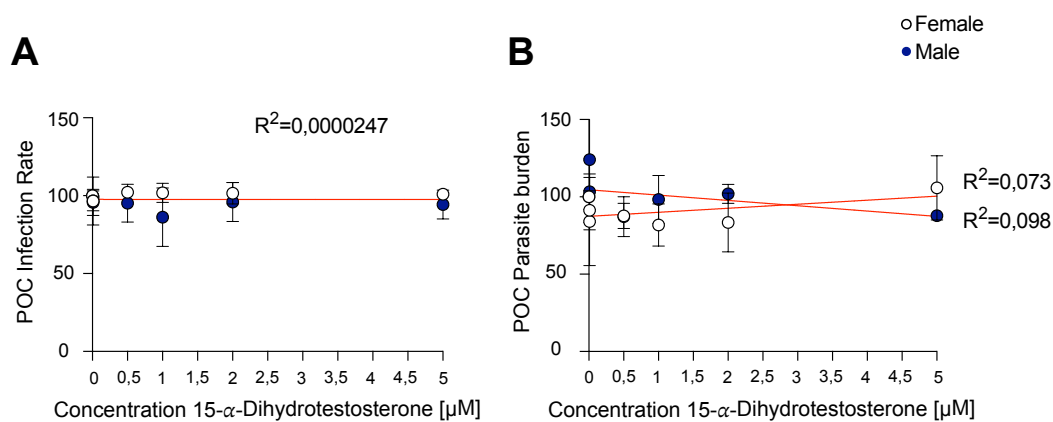 Female
Male
A
B
R²=0,0000247
POC Infection Rate
150
100
50
0
0 0,5 1 1,5 2 2,5 3 3,5 4 4,5 5
Concentration 15-α-Dihydrotestosterone [µM]
POC Parasite burden
150
100
50
0
R²=0,073
R²=0,098
0 0,5 1 1,5 2 2,5 3 3,5 4 4,5 5
Concentration 15-α-Dihydrotestosterone [µM]